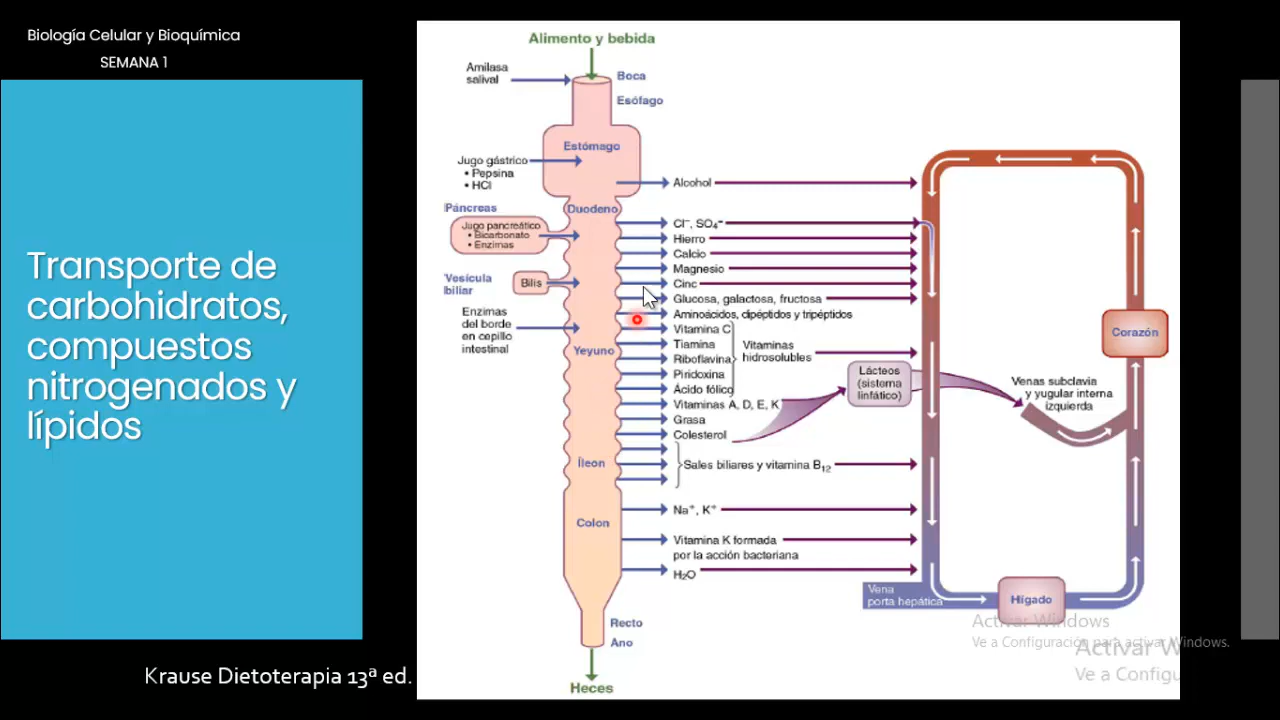 Biología Celular y Bioquímica
SEMANA 1
Transporte de
carbohidratos,
compuestos
nitrogenados y
lípidos
Krause Dietoterapia 13ª ed.
Alimento y bebida
Amilasa
salival
Boca
Esófago
Estómago
Jugo gástrico
• Pepsina
• HCl
Alcohol
Páncreas
Duodeno
Jugo pancreático
• Bicarbonato
• Enzimas
Cl⁻, SO₄⁻
Hierro
Calcio
Magnesio
Vesícula
biliar
Bilis
Cinc
Glucosa, galactosa, fructosa
Aminoácidos, dipéptidos y tripéptidos
Enzimas
del borde
en cepillo
intestinal
Vitamina C
Tiamina
Riboflavina
Piridoxina
Ácido fólico
Vitaminas
hidrosolubles
Yeyuno
Vitaminas A, D, E, K
Grasa
Colesterol
Lácteos
(sistema
linfático)
Venas subclavia
y yugular interna
izquierda
Corazón
Íleon
Sales biliares y vitamina B₁₂
Na⁺, K⁺
Colon
Vitamina K formada
por la acción bacteriana
H₂O
Vena
porta hepática
Hígado
Recto
Ano
Heces
Activar Windows
Ve a Configuración para activar Windows.
Activar W
Ve a Configu